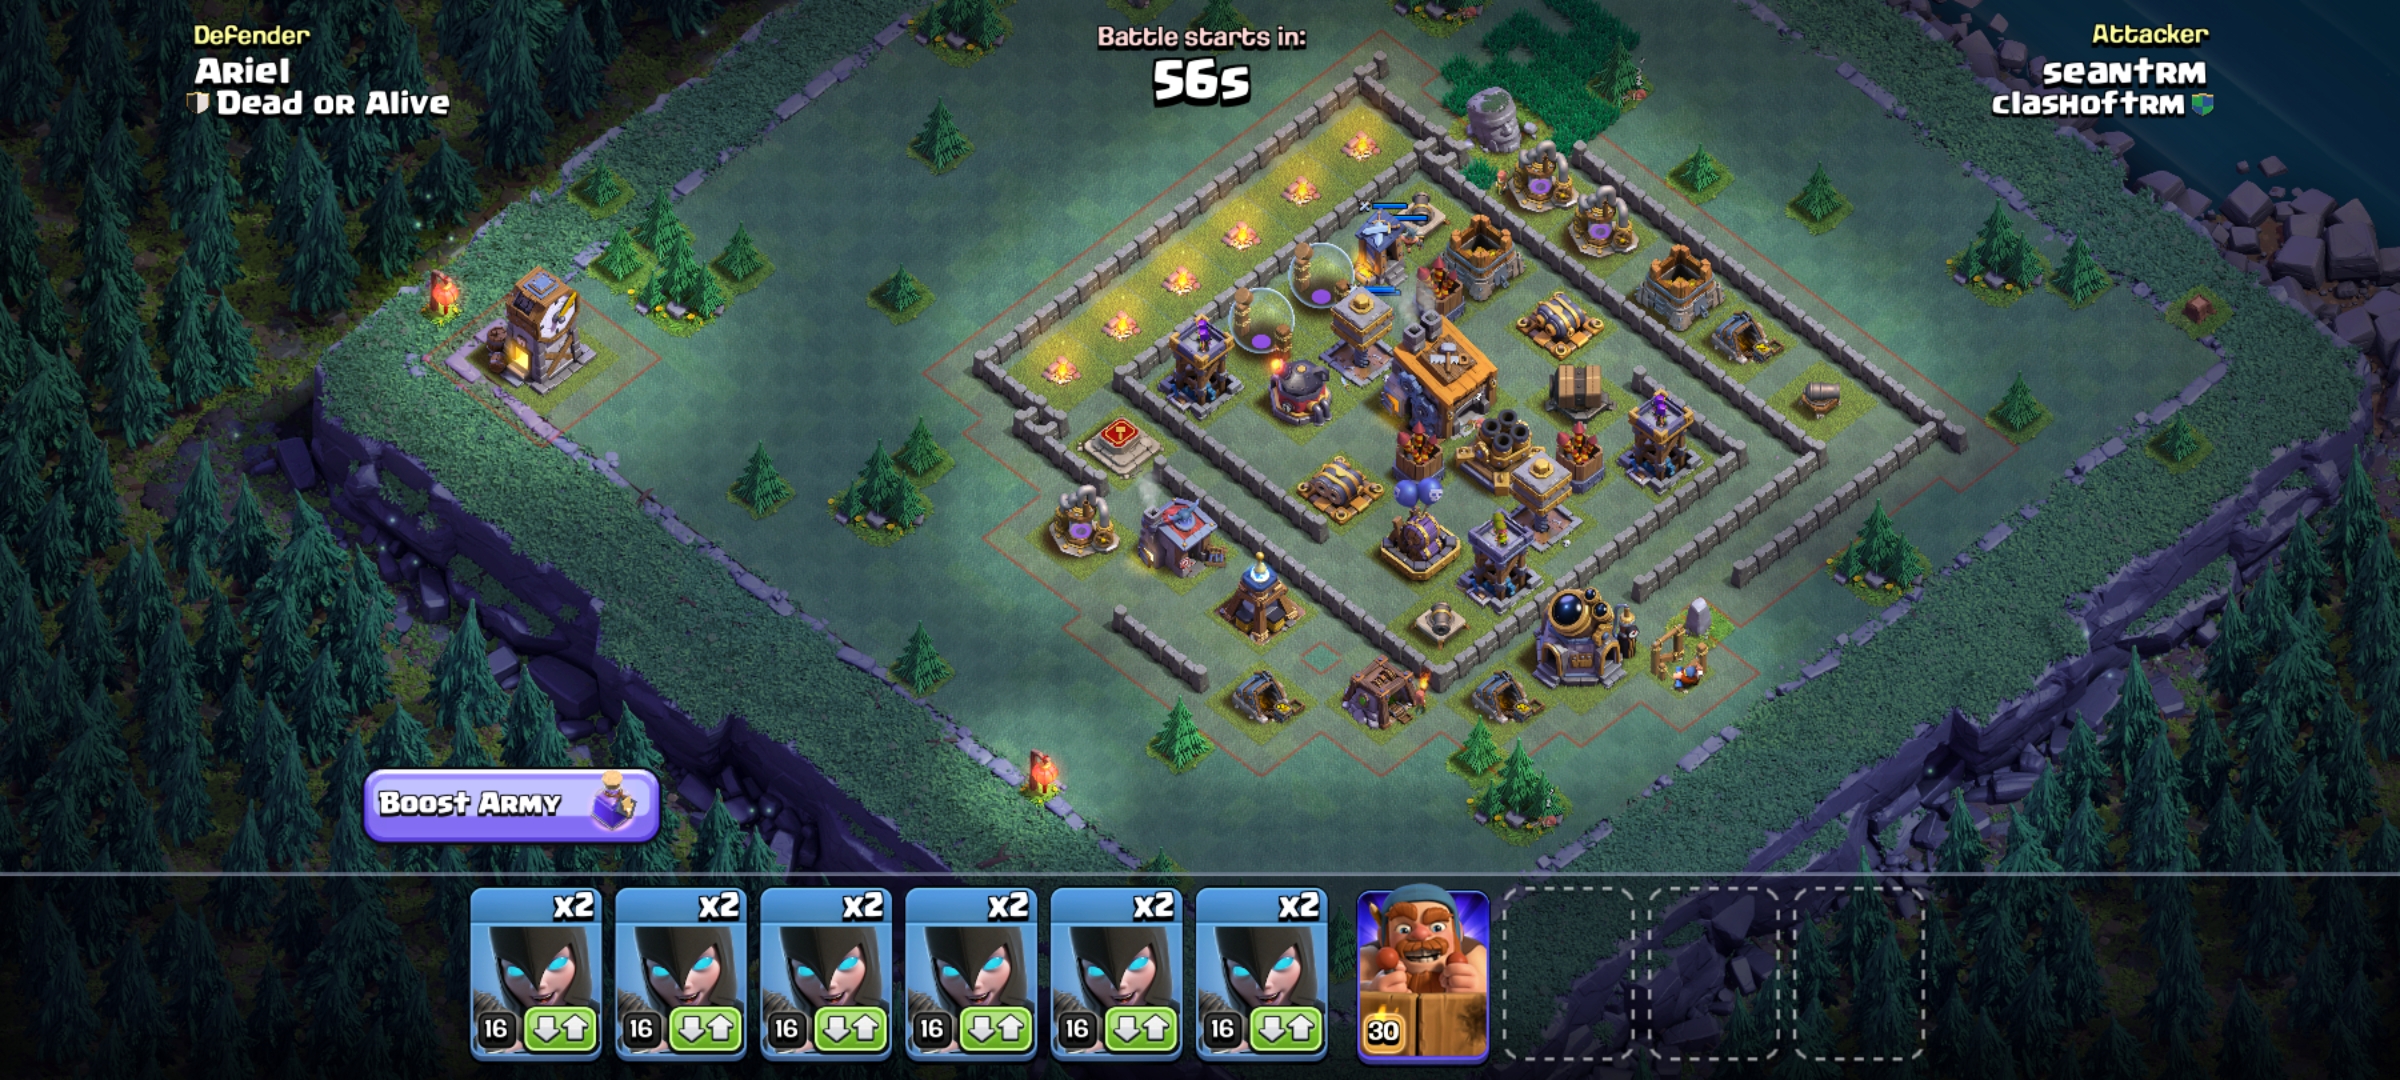 Defender
Ariel
Dead or Alive
Battle starts in:
56s
Attacker
seantrm
clashoftrm
Boost Army
x2
x2
x2
x2
x2
x2
16
16
16
16
16
16
30